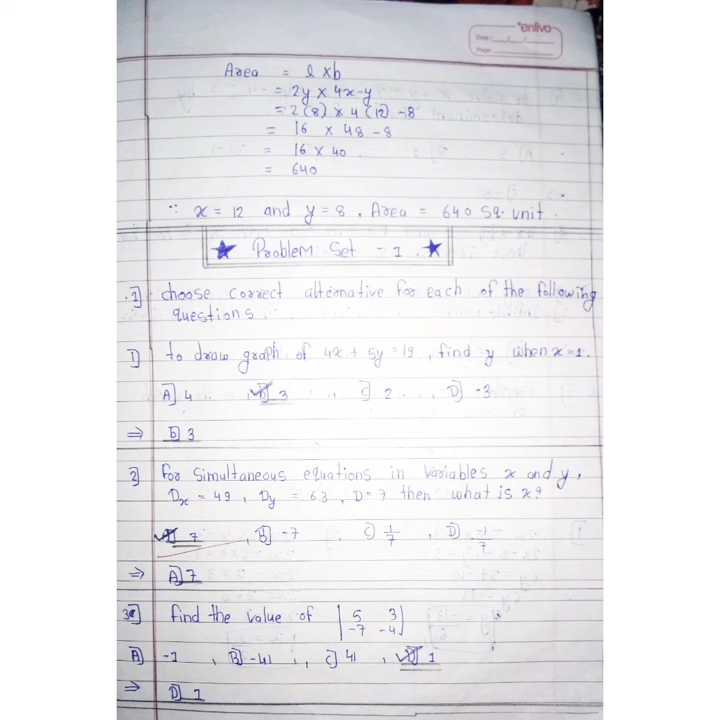 enlivo
Date :
Page:
Area = l x b
= 2y x 4x-y
= 2(8) x 4(12) -8
= 16 x 48 - 8
= 16 x 40
= 640
∵ x = 12 and y = 8, Area = 640 sq. unit.
★ Problem Set - 1. ★
1] choose correct alternative for each of the following
questions.
1] to draw graph of 4x + 5y = 19, find y when x = 1.
A] 4, B] 3 C] 2, D] -3
⇒ b] 3
2] for simultaneous equations in variables x and y,
Dx = 49, Dy = 63, D = 7 then what is x?
A] 7, B] -7 C] 1/7, D] -1/7
⇒ A] 7
3] find the value of | 5 3 |
| -7 -4 |
A] -1, B] -41, C] 41, D] 1
⇒ D] 1